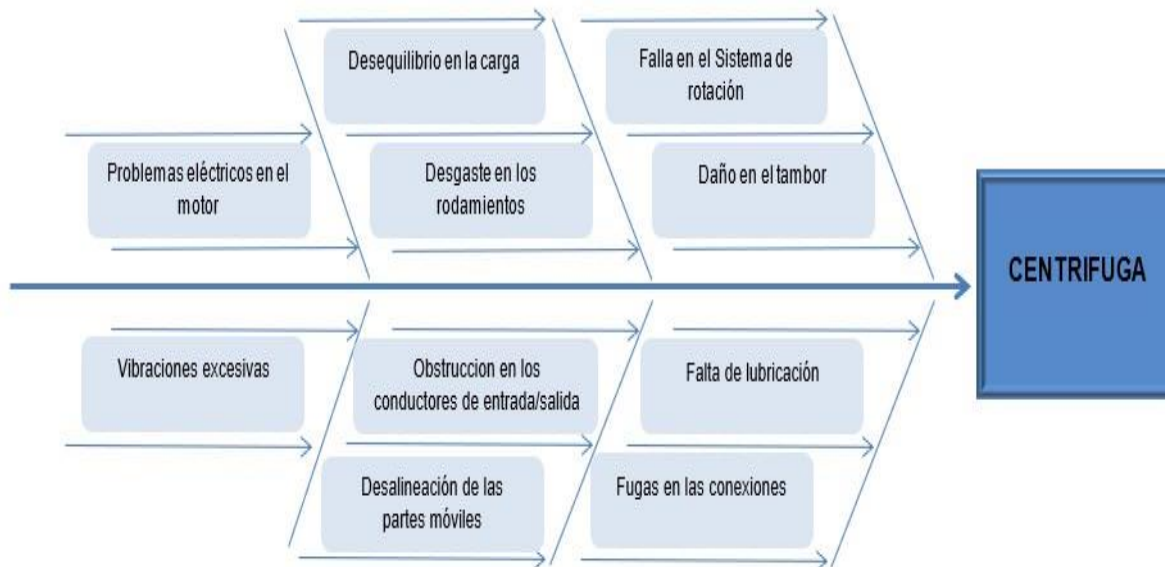 Desequilibrio en la carga
Falla en el Sistema de
rotación
Problemas eléctricos en el
motor
Desgaste en los
rodamientos
Daño en el tambor
CENTRIFUGA
Vibraciones excesivas
Obstruccion en los
conductores de entrada/salida
Falta de lubricación
Desalineación de las
partes móviles
Fugas en las conexiones